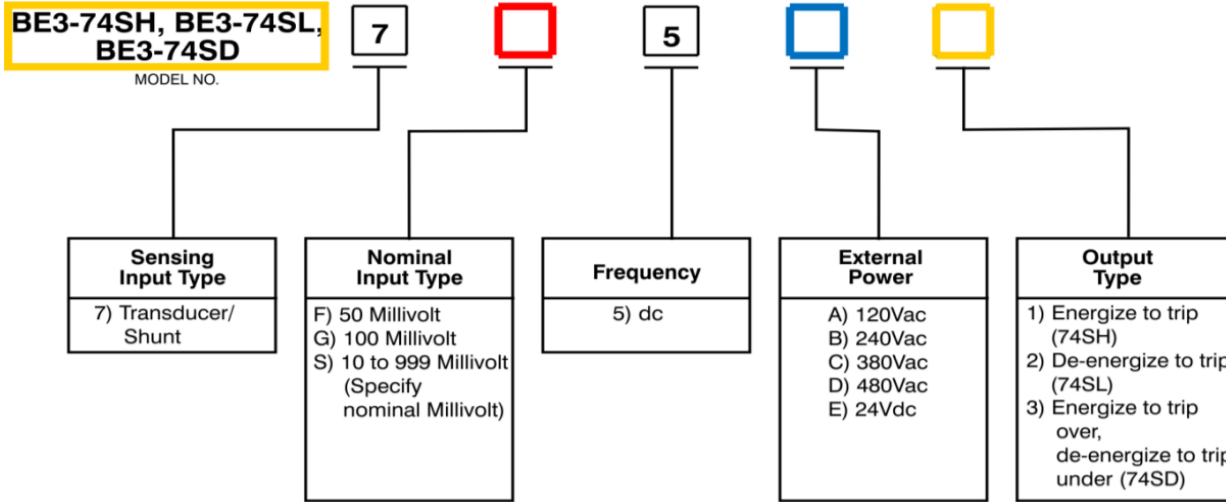 BE3-74SH, BE3-74SL,
BE3-74SD
MODEL NO.
7
5
Sensing
Input Type
7) Transducer/
Shunt
Nominal
Input Type
F) 50 Millivolt
G) 100 Millivolt
S) 10 to 999 Millivolt
(Specify
nominal Millivolt)
Frequency
5) dc
External
Power
A) 120Vac
B) 240Vac
C) 380Vac
D) 480Vac
E) 24Vdc
Output
Type
1) Energize to trip
(74SH)
2) De-energize to trip
(74SL)
3) Energize to trip
over,
de-energize to trip
under (74SD)